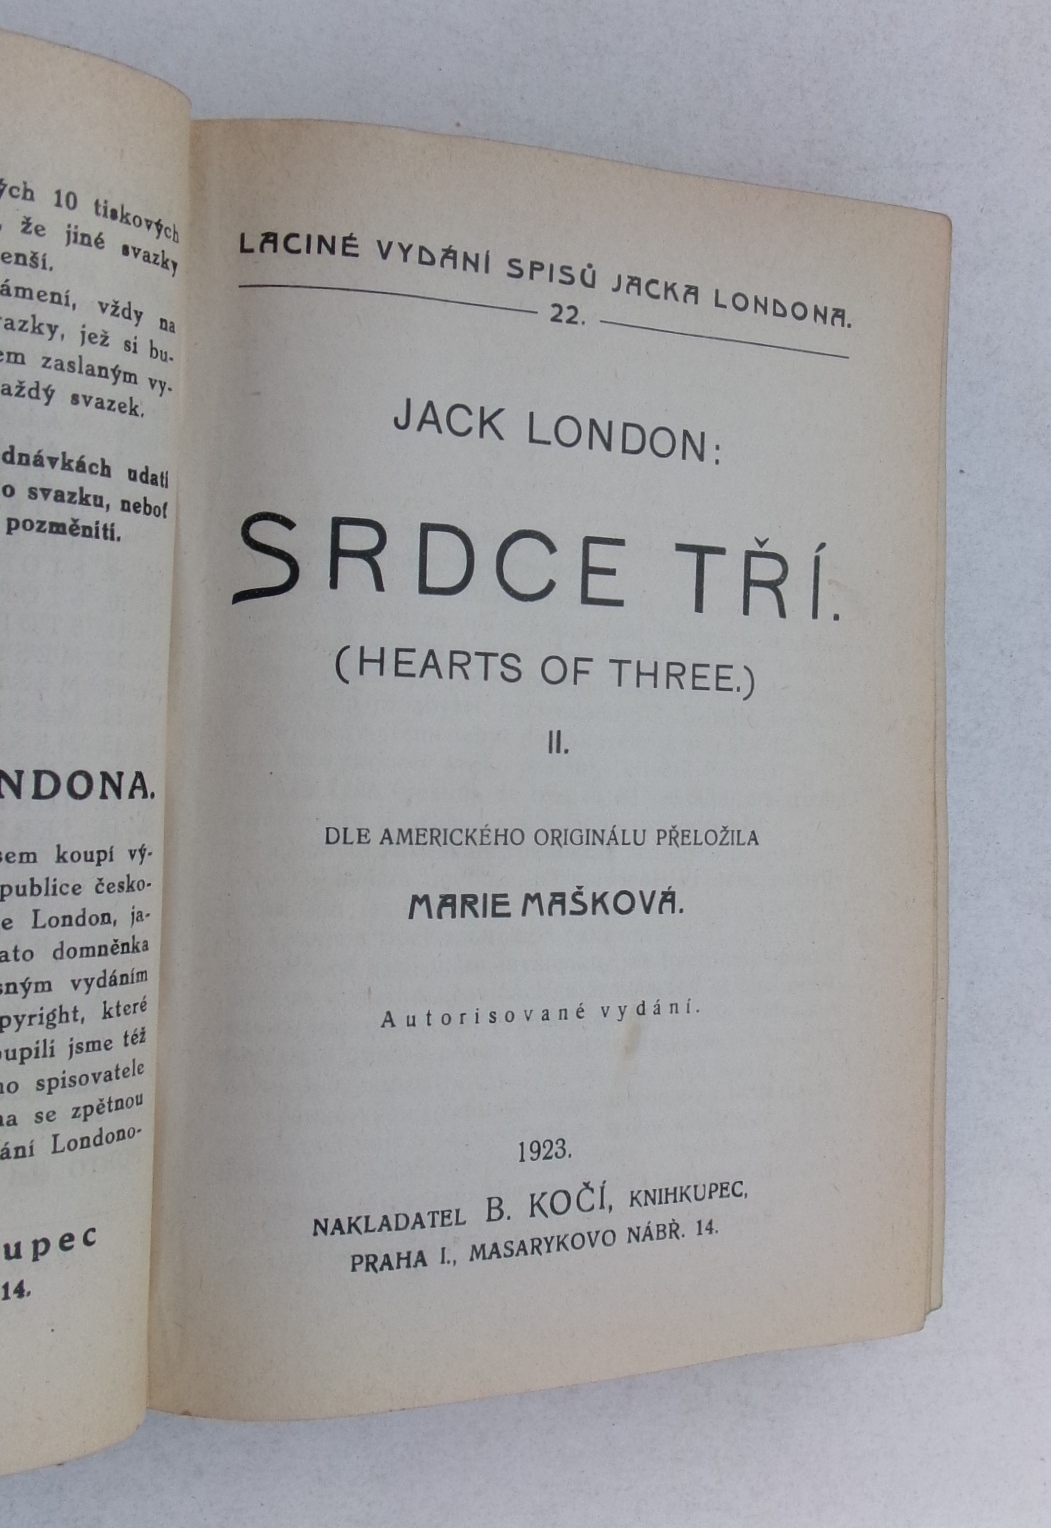 ých 10 tiskových
, že jiné svazky
enší.
ámení, vždy na
azky, jež si bu-
em zaslaným vy-
aždý svazek.
dnávkách udati
o svazku, neboť
pozměniti.
NDONA.
sem koupí vý-
publice česko-
e London, ja-
ato domněnka
sným vydáním
pyright, které
oupili jsme též
ho spisovatele
na se zpětnou
ání Londono-
upec
14.
LACINÉ VYDÁNÍ SPISŮ JACKA LONDONA.
22.
JACK LONDON:
SRDCE TŘÍ.
(HEARTS OF THREE.)
II.
DLE AMERICKÉHO ORIGINÁLU PŘELOŽILA
MARIE MAŠKOVÁ.
Autorisované vydání.
1923.
NAKLADATEL B. KOČÍ, KNIHKUPEC,
PRAHA I., MASARYKOVO NÁBŘ. 14.